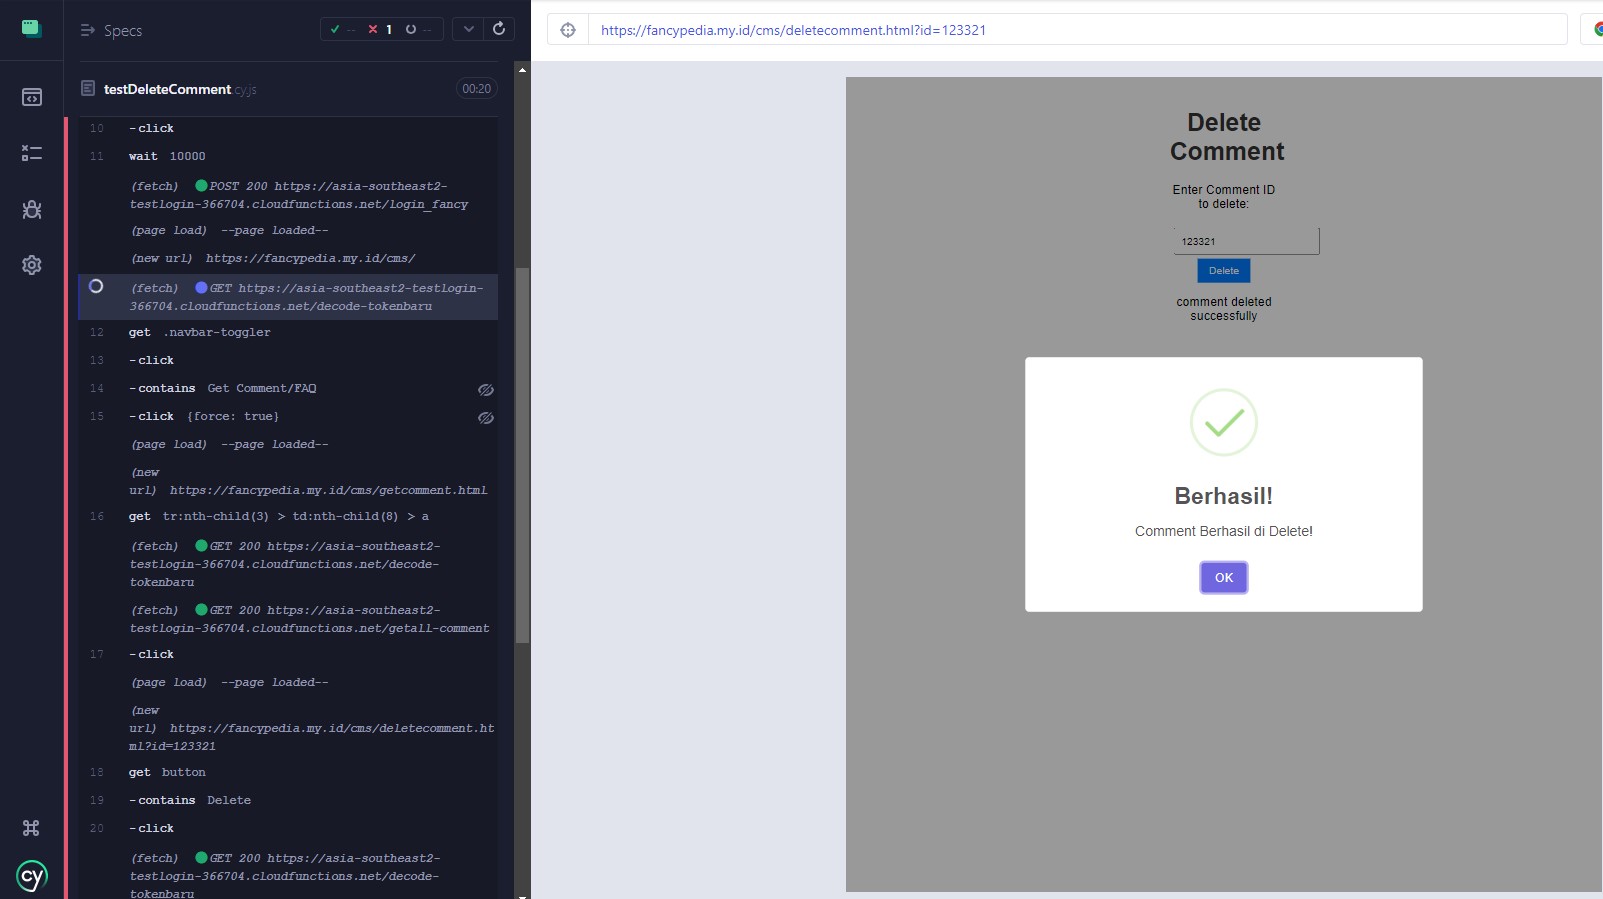 Specs
-- 1 --
https://fancypedia.my.id/cms/deletecomment.html?id=123321
testDeleteComment.cy.js
00:20
10 -click
11 wait 10000
(fetch) POST 200 https://asia-southeast2-
testlogin-366704.cloudfunctions.net/login_fancy
(page load) --page loaded--
(new url) https://fancypedia.my.id/cms/
(fetch) GET https://asia-southeast2-testlogin-
366704.cloudfunctions.net/decode-tokenbaru
12 get .navbar-toggler
13 -click
14 -contains Get Comment/FAQ
15 -click {force: true}
(page load) --page loaded--
(new
url) https://fancypedia.my.id/cms/getcomment.html
16 get tr:nth-child(3) > td:nth-child(8) > a
(fetch) GET 200 https://asia-southeast2-
testlogin-366704.cloudfunctions.net/decode-
tokenbaru
(fetch) GET 200 https://asia-southeast2-
testlogin-366704.cloudfunctions.net/getall-comment
17 -click
(page load) --page loaded--
(new
url) https://fancypedia.my.id/cms/deletecomment.ht
ml?id=123321
18 get button
19 -contains Delete
20 -click
(fetch) GET 200 https://asia-southeast2-
testlogin-366704.cloudfunctions.net/decode-
tokenbaru
cy
Delete
Comment
Enter Comment ID
to delete:
123321
Delete
comment deleted
successfully
Berhasil!
Comment Berhasil di Delete!
OK